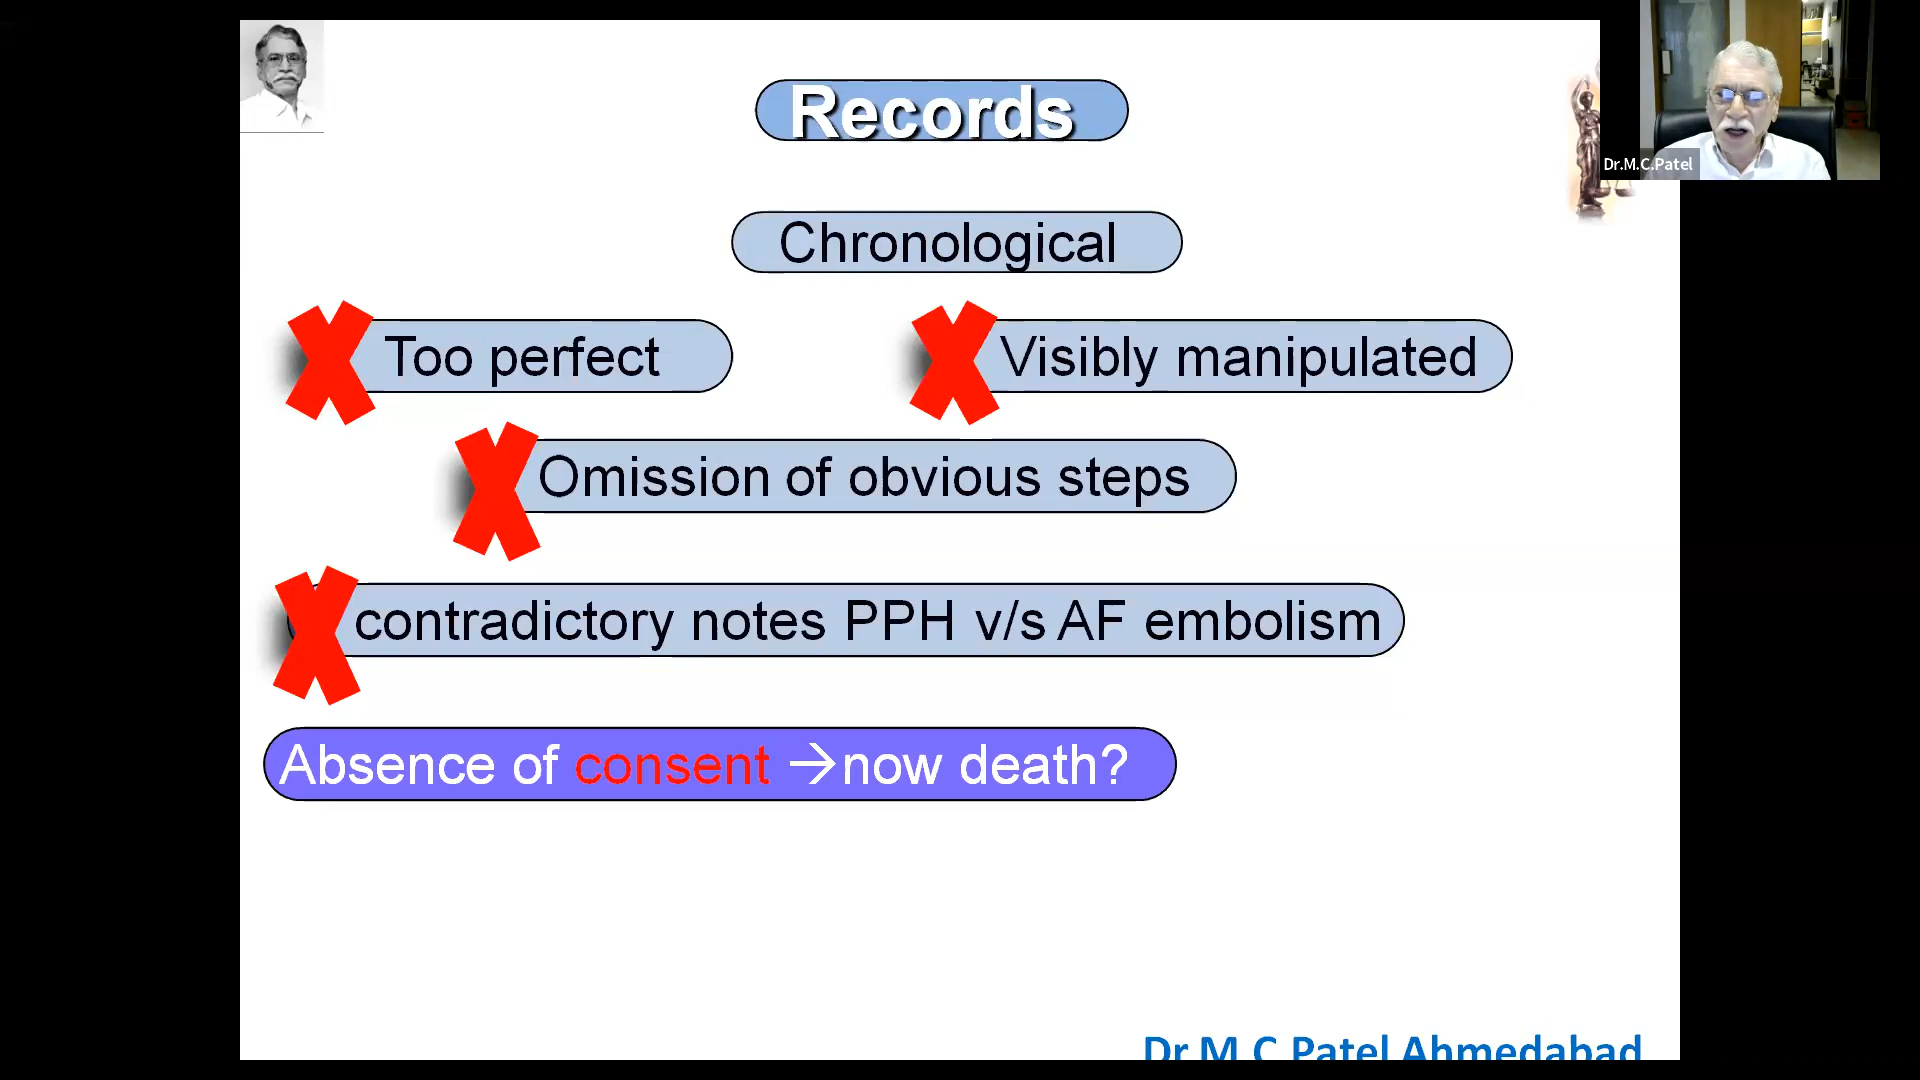 Records
Dr.M.C.Patel
Chronological
Too perfect
Visibly manipulated
Omission of obvious steps
contradictory notes PPH v/s AF embolism
Absence of consent →now death?
Dr.M.C.Patel Ahmedabad